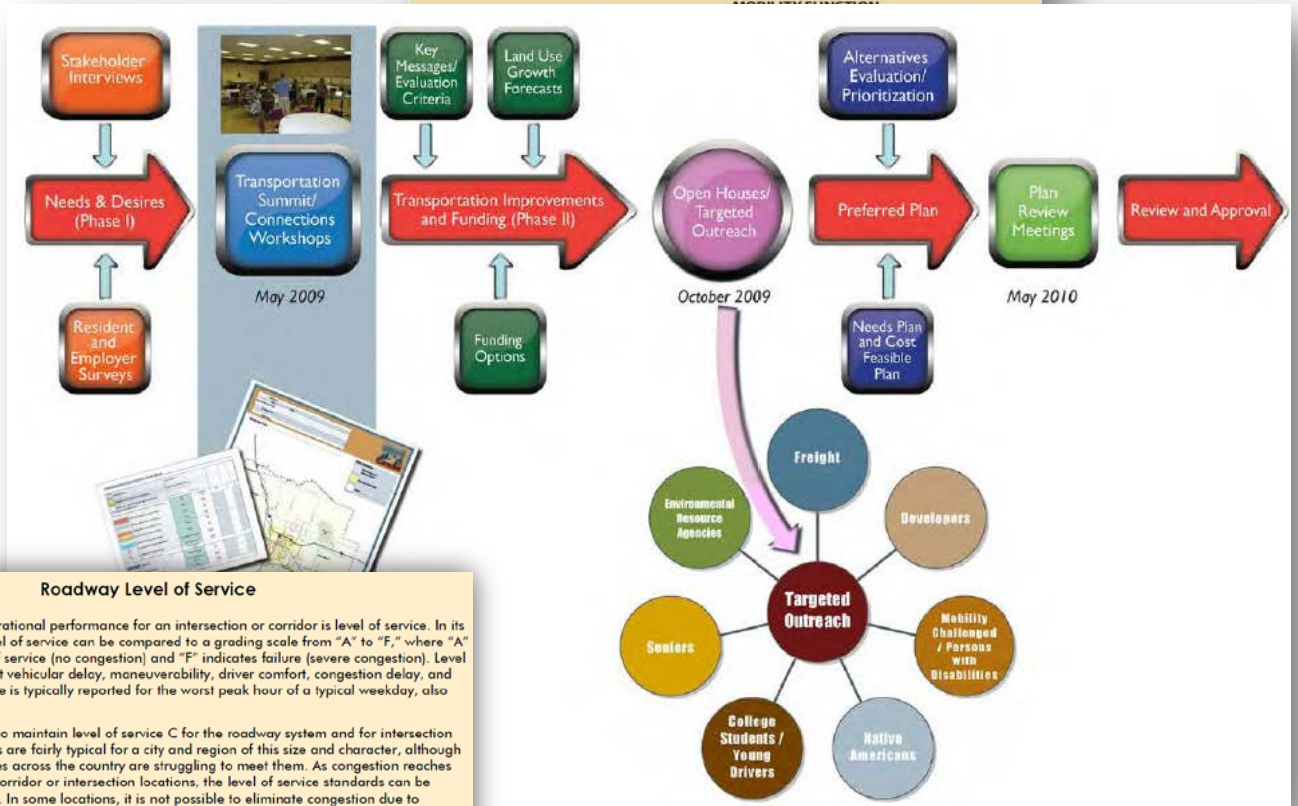 MOBILITY FUNCTION
Stakeholder
Interviews
Key
Messages/
Evaluation
Criteria
Land Use
Growth
Forecasts
Alternatives
Evaluation/
Prioritization
Needs & Desires
(Phase I)
Transportation
Summit/
Connections
Workshops
Transportation Improvements
and Funding (Phase II)
Open Houses/
Targeted
Outreach
Preferred Plan
Plan
Review
Meetings
Review and Approval
May 2009
October 2009
May 2010
Resident
and
Employer
Surveys
Funding
Options
Needs Plan
and Cost
Feasible
Plan
Freight
Environmental
Resource
Agencies
Developers
Targeted
Outreach
Seniors
Mobility
Challenged
/ Persons
with
Disabilities
College
Students /
Young
Drivers
Native
Americans
Roadway Level of Service
rational performance for an intersection or corridor is level of service. In its
el of service can be compared to a grading scale from "A" to "F," where "A"
f service (no congestion) and "F" indicates failure (severe congestion). Level
t vehicular delay, maneuverability, driver comfort, congestion delay, and
e is typically reported for the worst peak hour of a typical weekday, also
o maintain level of service C for the roadway system and for intersection
s are fairly typical for a city and region of this size and character, although
es across the country are struggling to meet them. As congestion reaches
orridor or intersection locations, the level of service standards can be
. In some locations, it is not possible to eliminate congestion due to